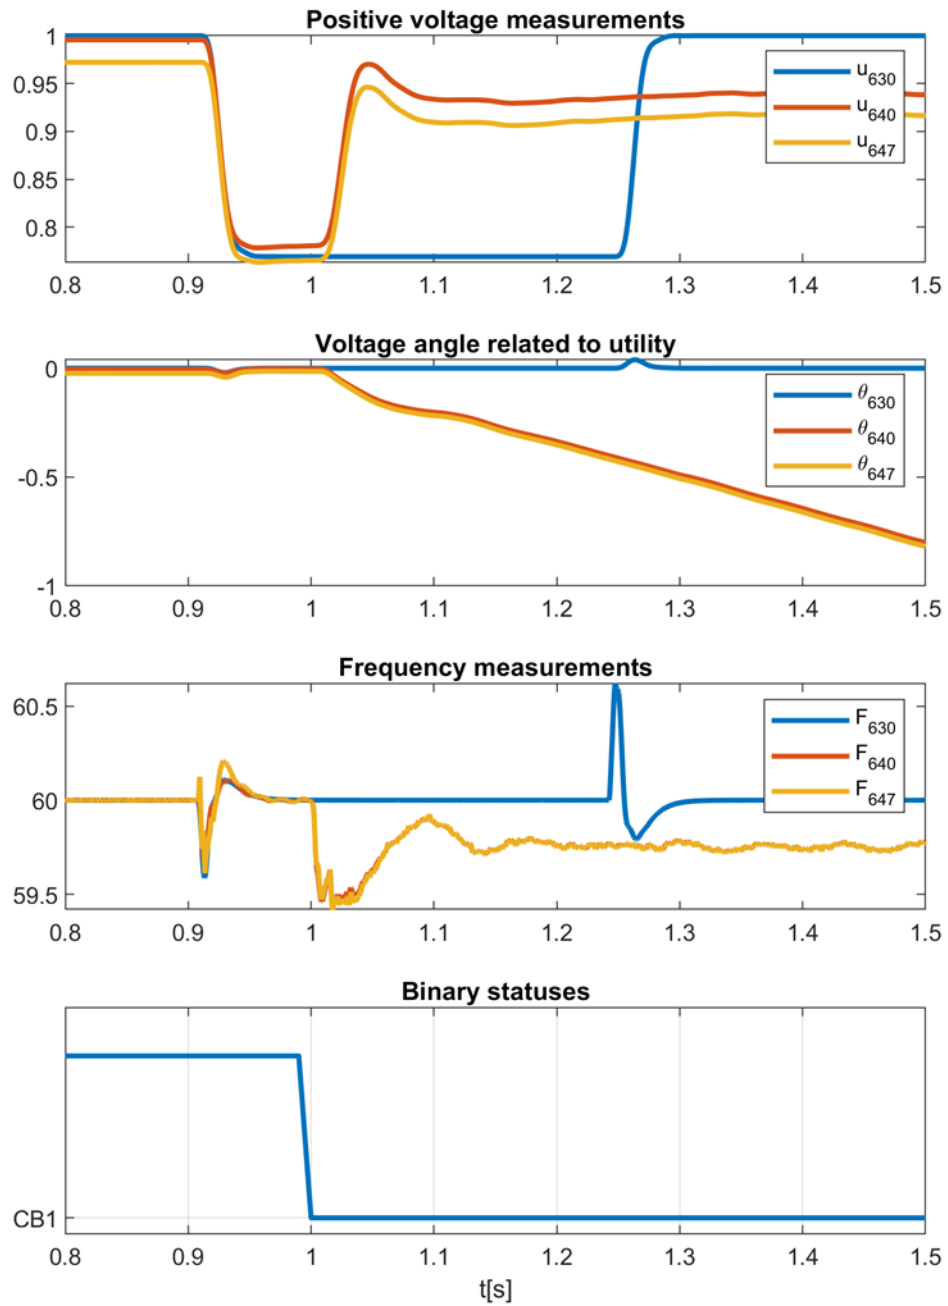 Positive voltage measurements
1
0.95
0.9
0.85
0.8
u630
u640
u647
0.8 0.9 1 1.1 1.2 1.3 1.4 1.5
Voltage angle related to utility
0
-0.5
-1
θ630
θ640
θ647
0.8 0.9 1 1.1 1.2 1.3 1.4 1.5
Frequency measurements
60.5
60
59.5
F630
F640
F647
0.8 0.9 1 1.1 1.2 1.3 1.4 1.5
Binary statuses
CB1
0.8 0.9 1 1.1 1.2 1.3 1.4 1.5
t[s]